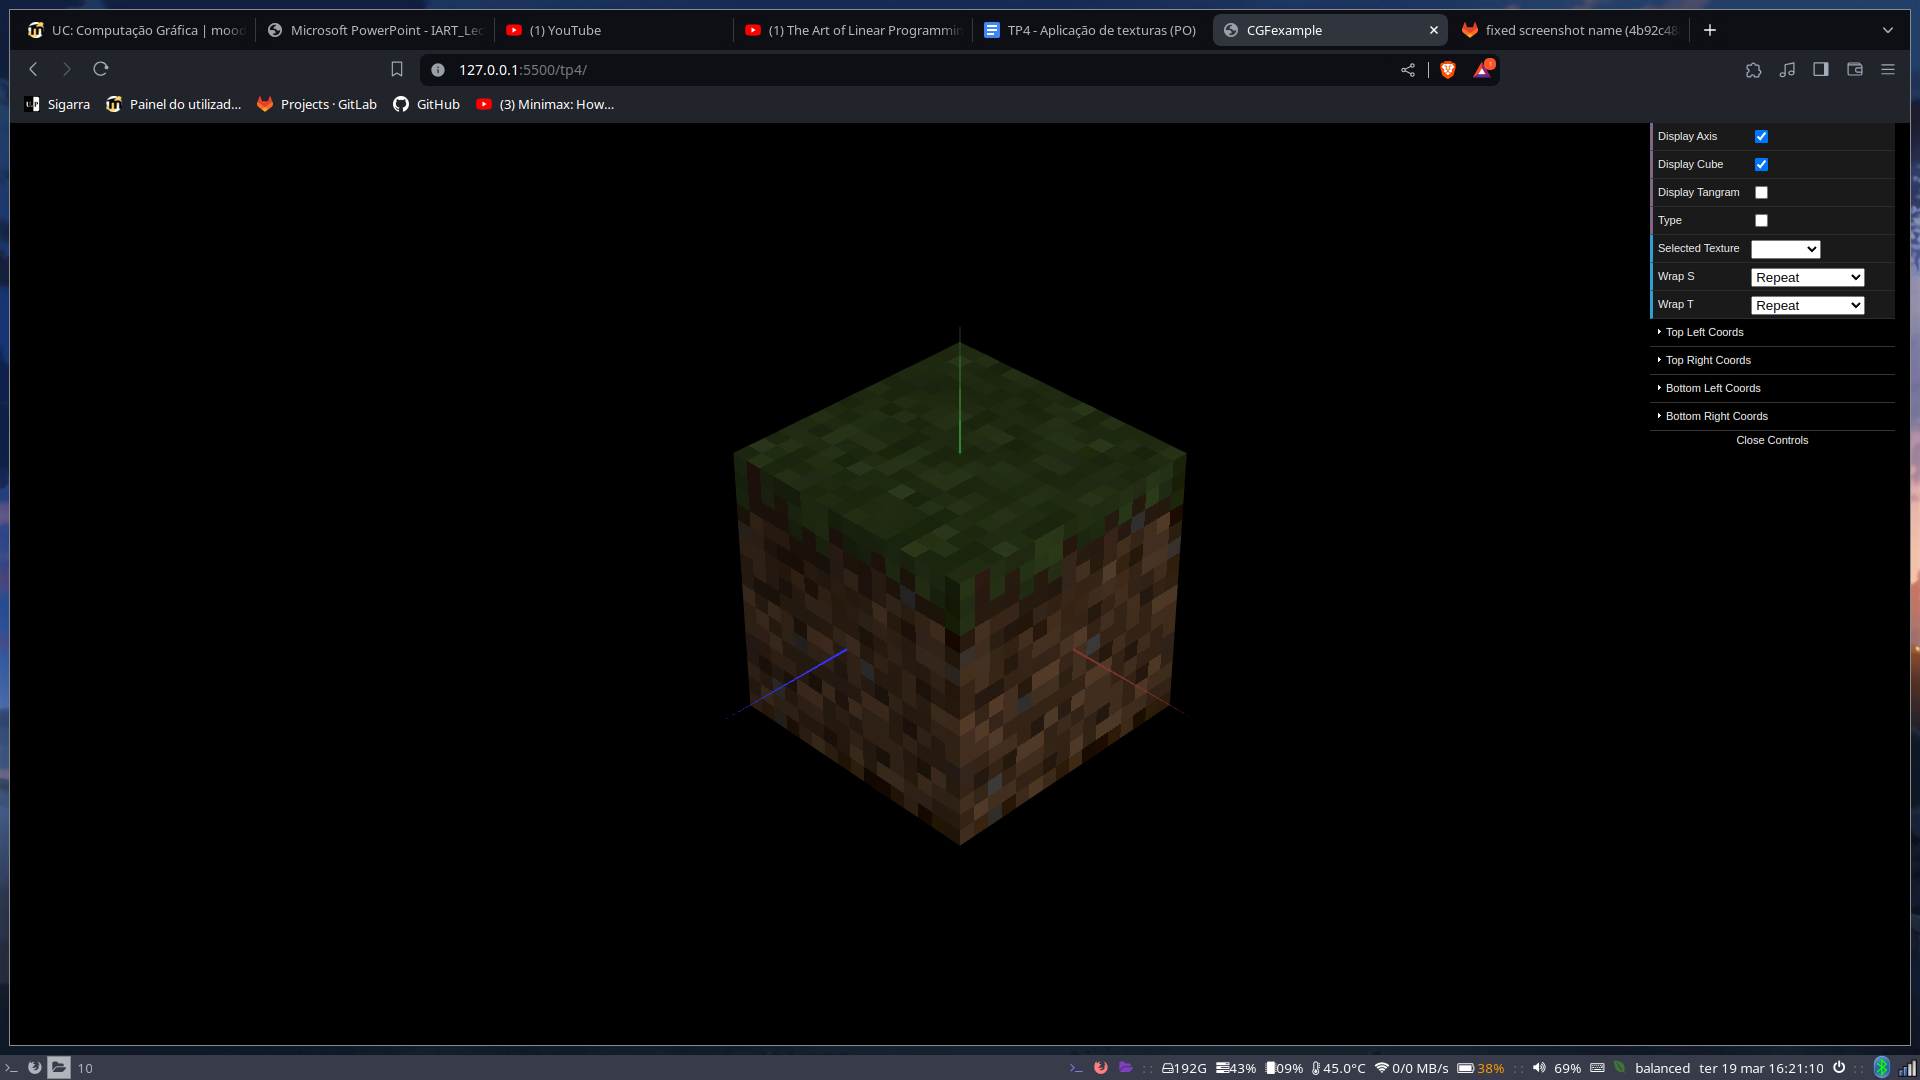 UC: Computação Gráfica | mood
Microsoft PowerPoint - IART_Lec
(1) YouTube
(1) The Art of Linear Programmin
TP4 - Aplicação de texturas (PO)
CGFexample
fixed screenshot name (4b92c48
127.0.0.1:5500/tp4/
Sigarra
Painel do utilizad...
Projects · GitLab
GitHub
(3) Minimax: How...
Display Axis
Display Cube
Display Tangram
Type
Selected Texture
Wrap S Repeat
Wrap T Repeat
Top Left Coords
Top Right Coords
Bottom Left Coords
Bottom Right Coords
Close Controls
10
192G 43% 09% 45.0°C 0/0 MB/s 38% 69% balanced ter 19 mar 16:21:10